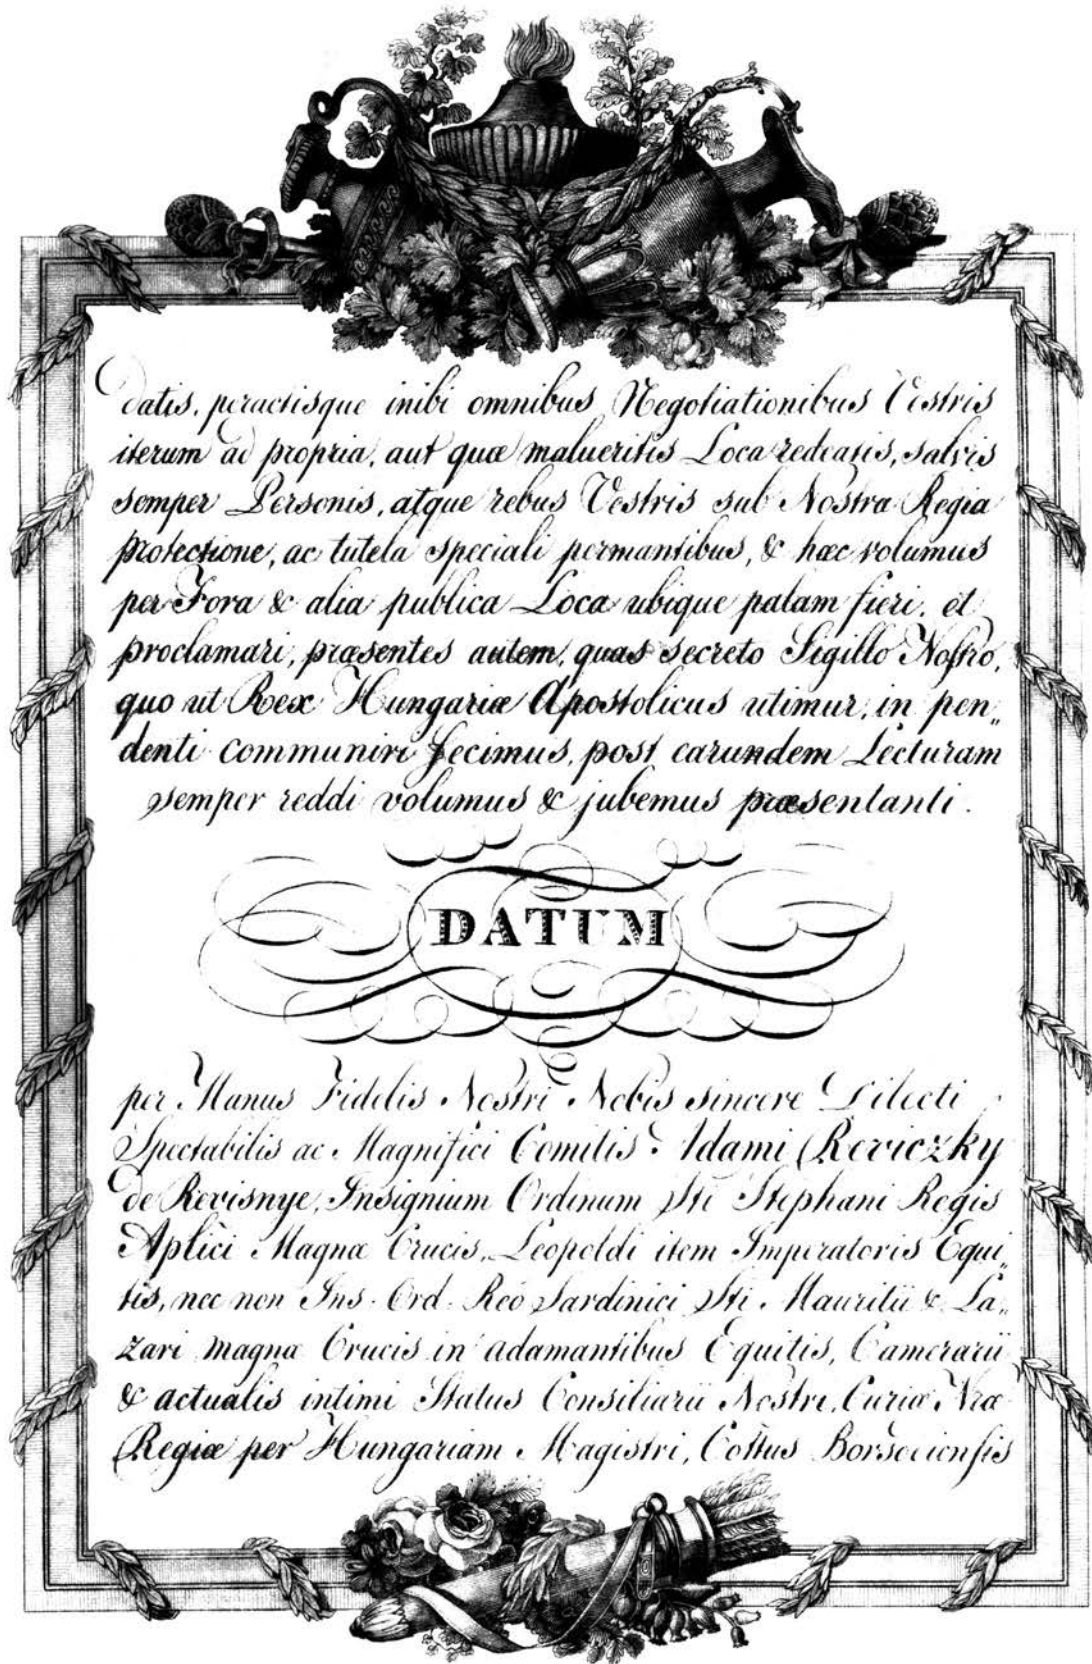 datis, peractisque inibi omnibus Negotiationibus Vestris
iterum ad propria, aut quæ malueritis Loca redeatis, salvis
semper Personis, atque rebus Vestris sub Nostra Regia
protectione, ac tutela speciali permantibus, & hæc volumus
per Fora & alia publica Loca ubique palam fieri, et
proclamari, præsentes autem, quas secreto Sigillo Nostro,
quo ut Rex Hungariæ Apostolicus utimur, in pen„
denti communiri fecimus, post earundem Lecturam
semper reddi volumus & jubemus præsentanti.
DATUM
per Manus Fidelis Nostri Nobis sincere Dilecti
Spectabilis ac Magnifici Comitis Adami Reviczky
de Revisnye, Insignium Ordinum Sti Stephani Regis
Aplici Magnæ Crucis, Leopoldi item Imperatoris Equi„
tis, nec non Ins. Ord. Reo Sardinici Sti Mauritii & La„
zari magnæ Crucis in adamantibus Equitis, Camerarii
& actualis intimi Status Consiliarii Nostri, Curiæ Nræ
Regiæ per Hungariam Magistri, Cottus Borsodiensis